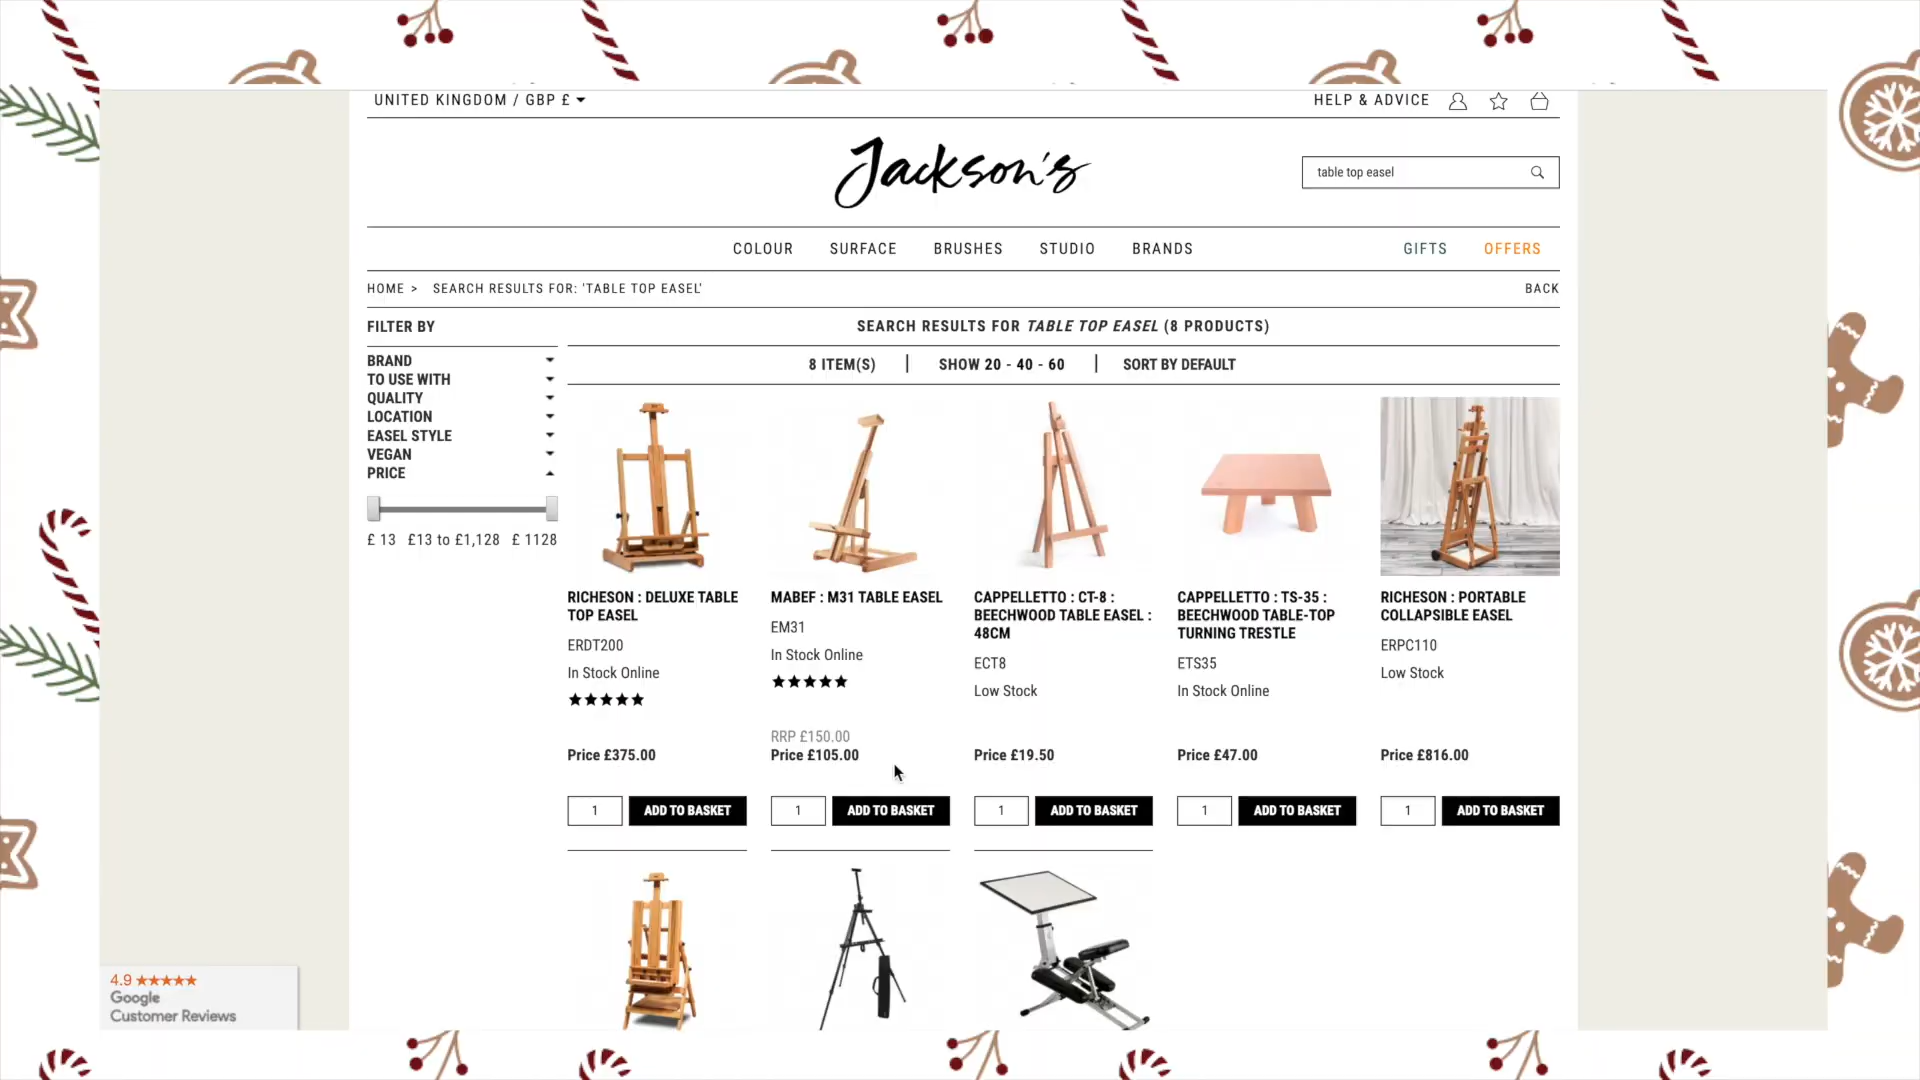 UNITED KINGDOM / GBP £
HELP & ADVICE
Jackson's
table top easel
COLOUR SURFACE BRUSHES STUDIO BRANDS GIFTS OFFERS
HOME > SEARCH RESULTS FOR: 'TABLE TOP EASEL' BACK
FILTER BY
SEARCH RESULTS FOR TABLE TOP EASEL (8 PRODUCTS)
8 ITEM(S) | SHOW 20 - 40 - 60 | SORT BY DEFAULT
BRAND
TO USE WITH
QUALITY
LOCATION
EASEL STYLE
VEGAN
PRICE
£ 13 £13 to £1,128 £ 1128
RICHESON : DELUXE TABLE
TOP EASEL
ERDT200
In Stock Online
Price £375.00
1 ADD TO BASKET
MABEF : M31 TABLE EASEL
EM31
In Stock Online
RRP £150.00
Price £105.00
1 ADD TO BASKET
CAPPELLETTO : CT-8 :
BEECHWOOD TABLE EASEL :
48CM
ECT8
Low Stock
Price £19.50
1 ADD TO BASKET
CAPPELLETTO : TS-35 :
BEECHWOOD TABLE-TOP
TURNING TRESTLE
ETS35
In Stock Online
Price £47.00
1 ADD TO BASKET
RICHESON : PORTABLE
COLLAPSIBLE EASEL
ERPC110
Low Stock
Price £816.00
1 ADD TO BASKET
4.9
Google
Customer Reviews